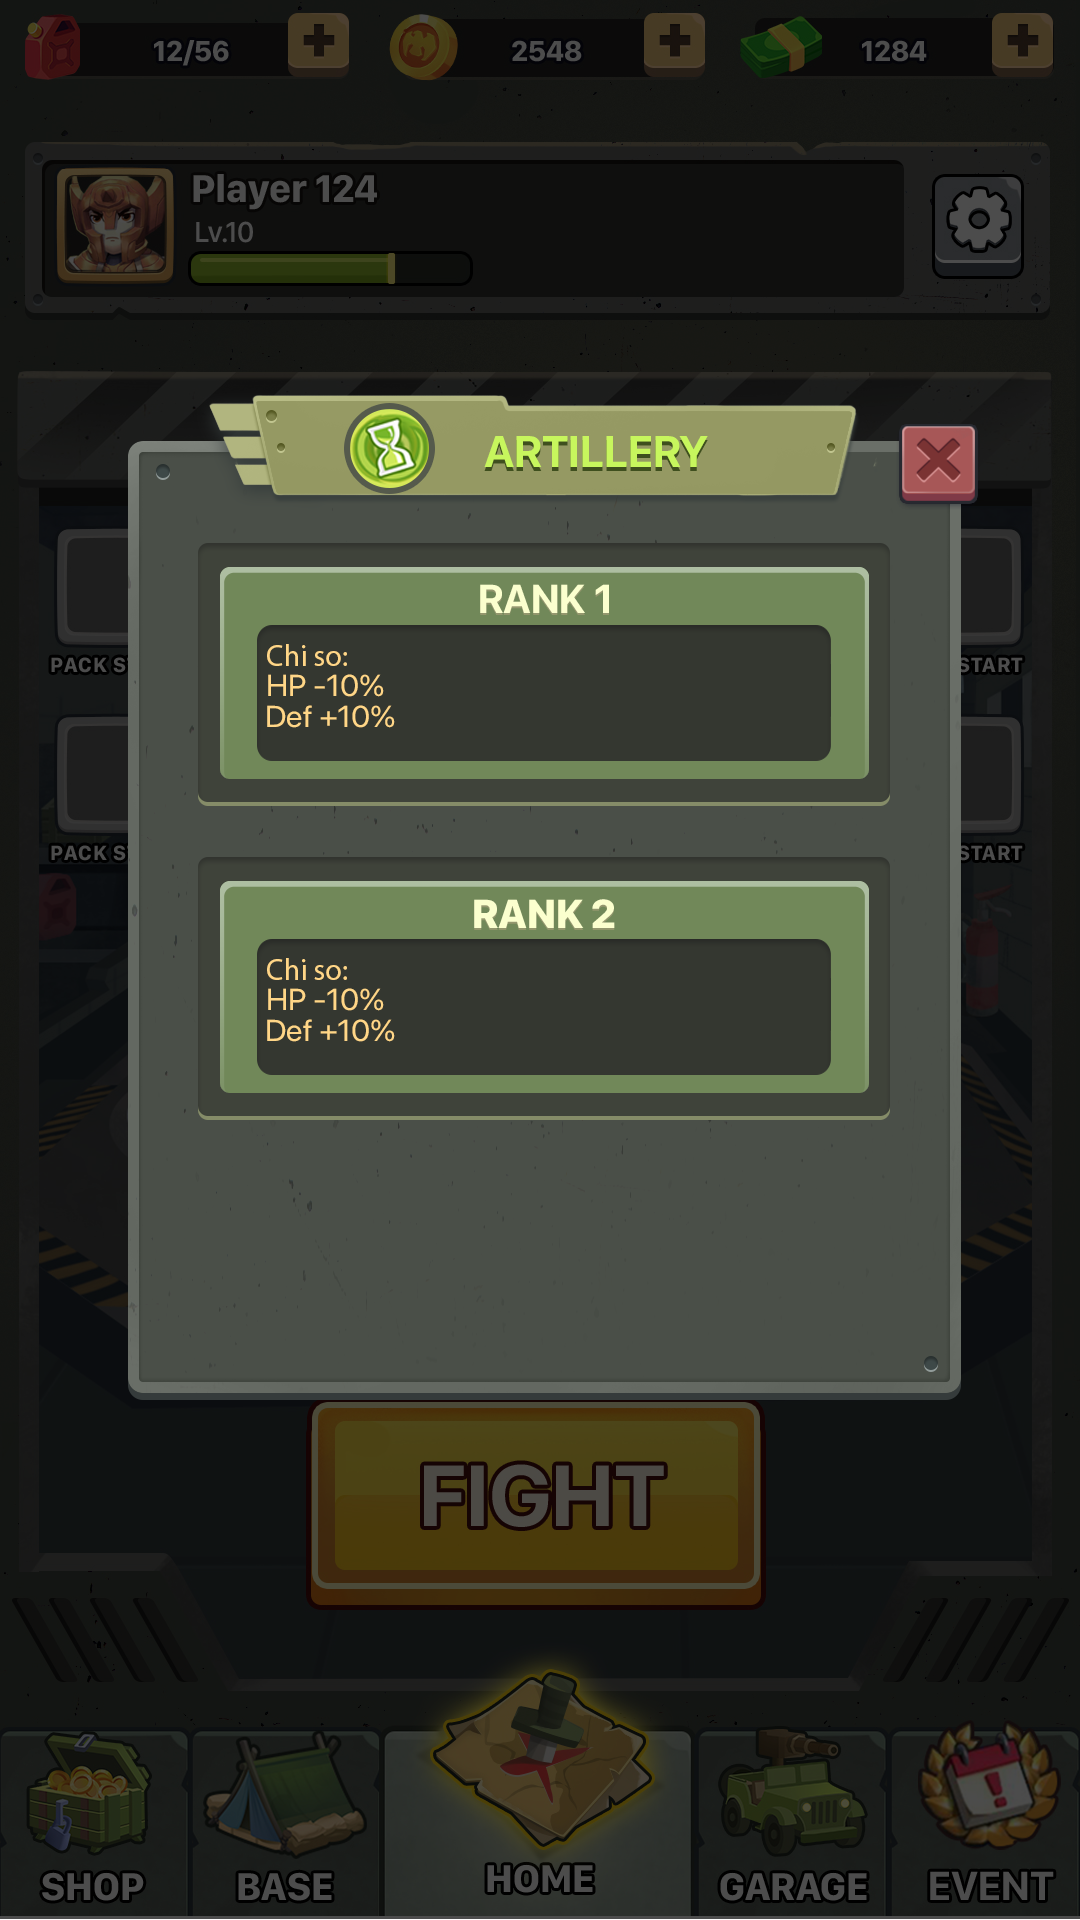 12/56
2548
1284
Player 124
Lv.10
ARTILLERY
RANK 1
Chi so:
HP -10%
Def +10%
PACK S
START
PACK S
START
RANK 2
Chi so:
HP -10%
Def +10%
FIGHT
SHOP
BASE
HOME
GARAGE
EVENT